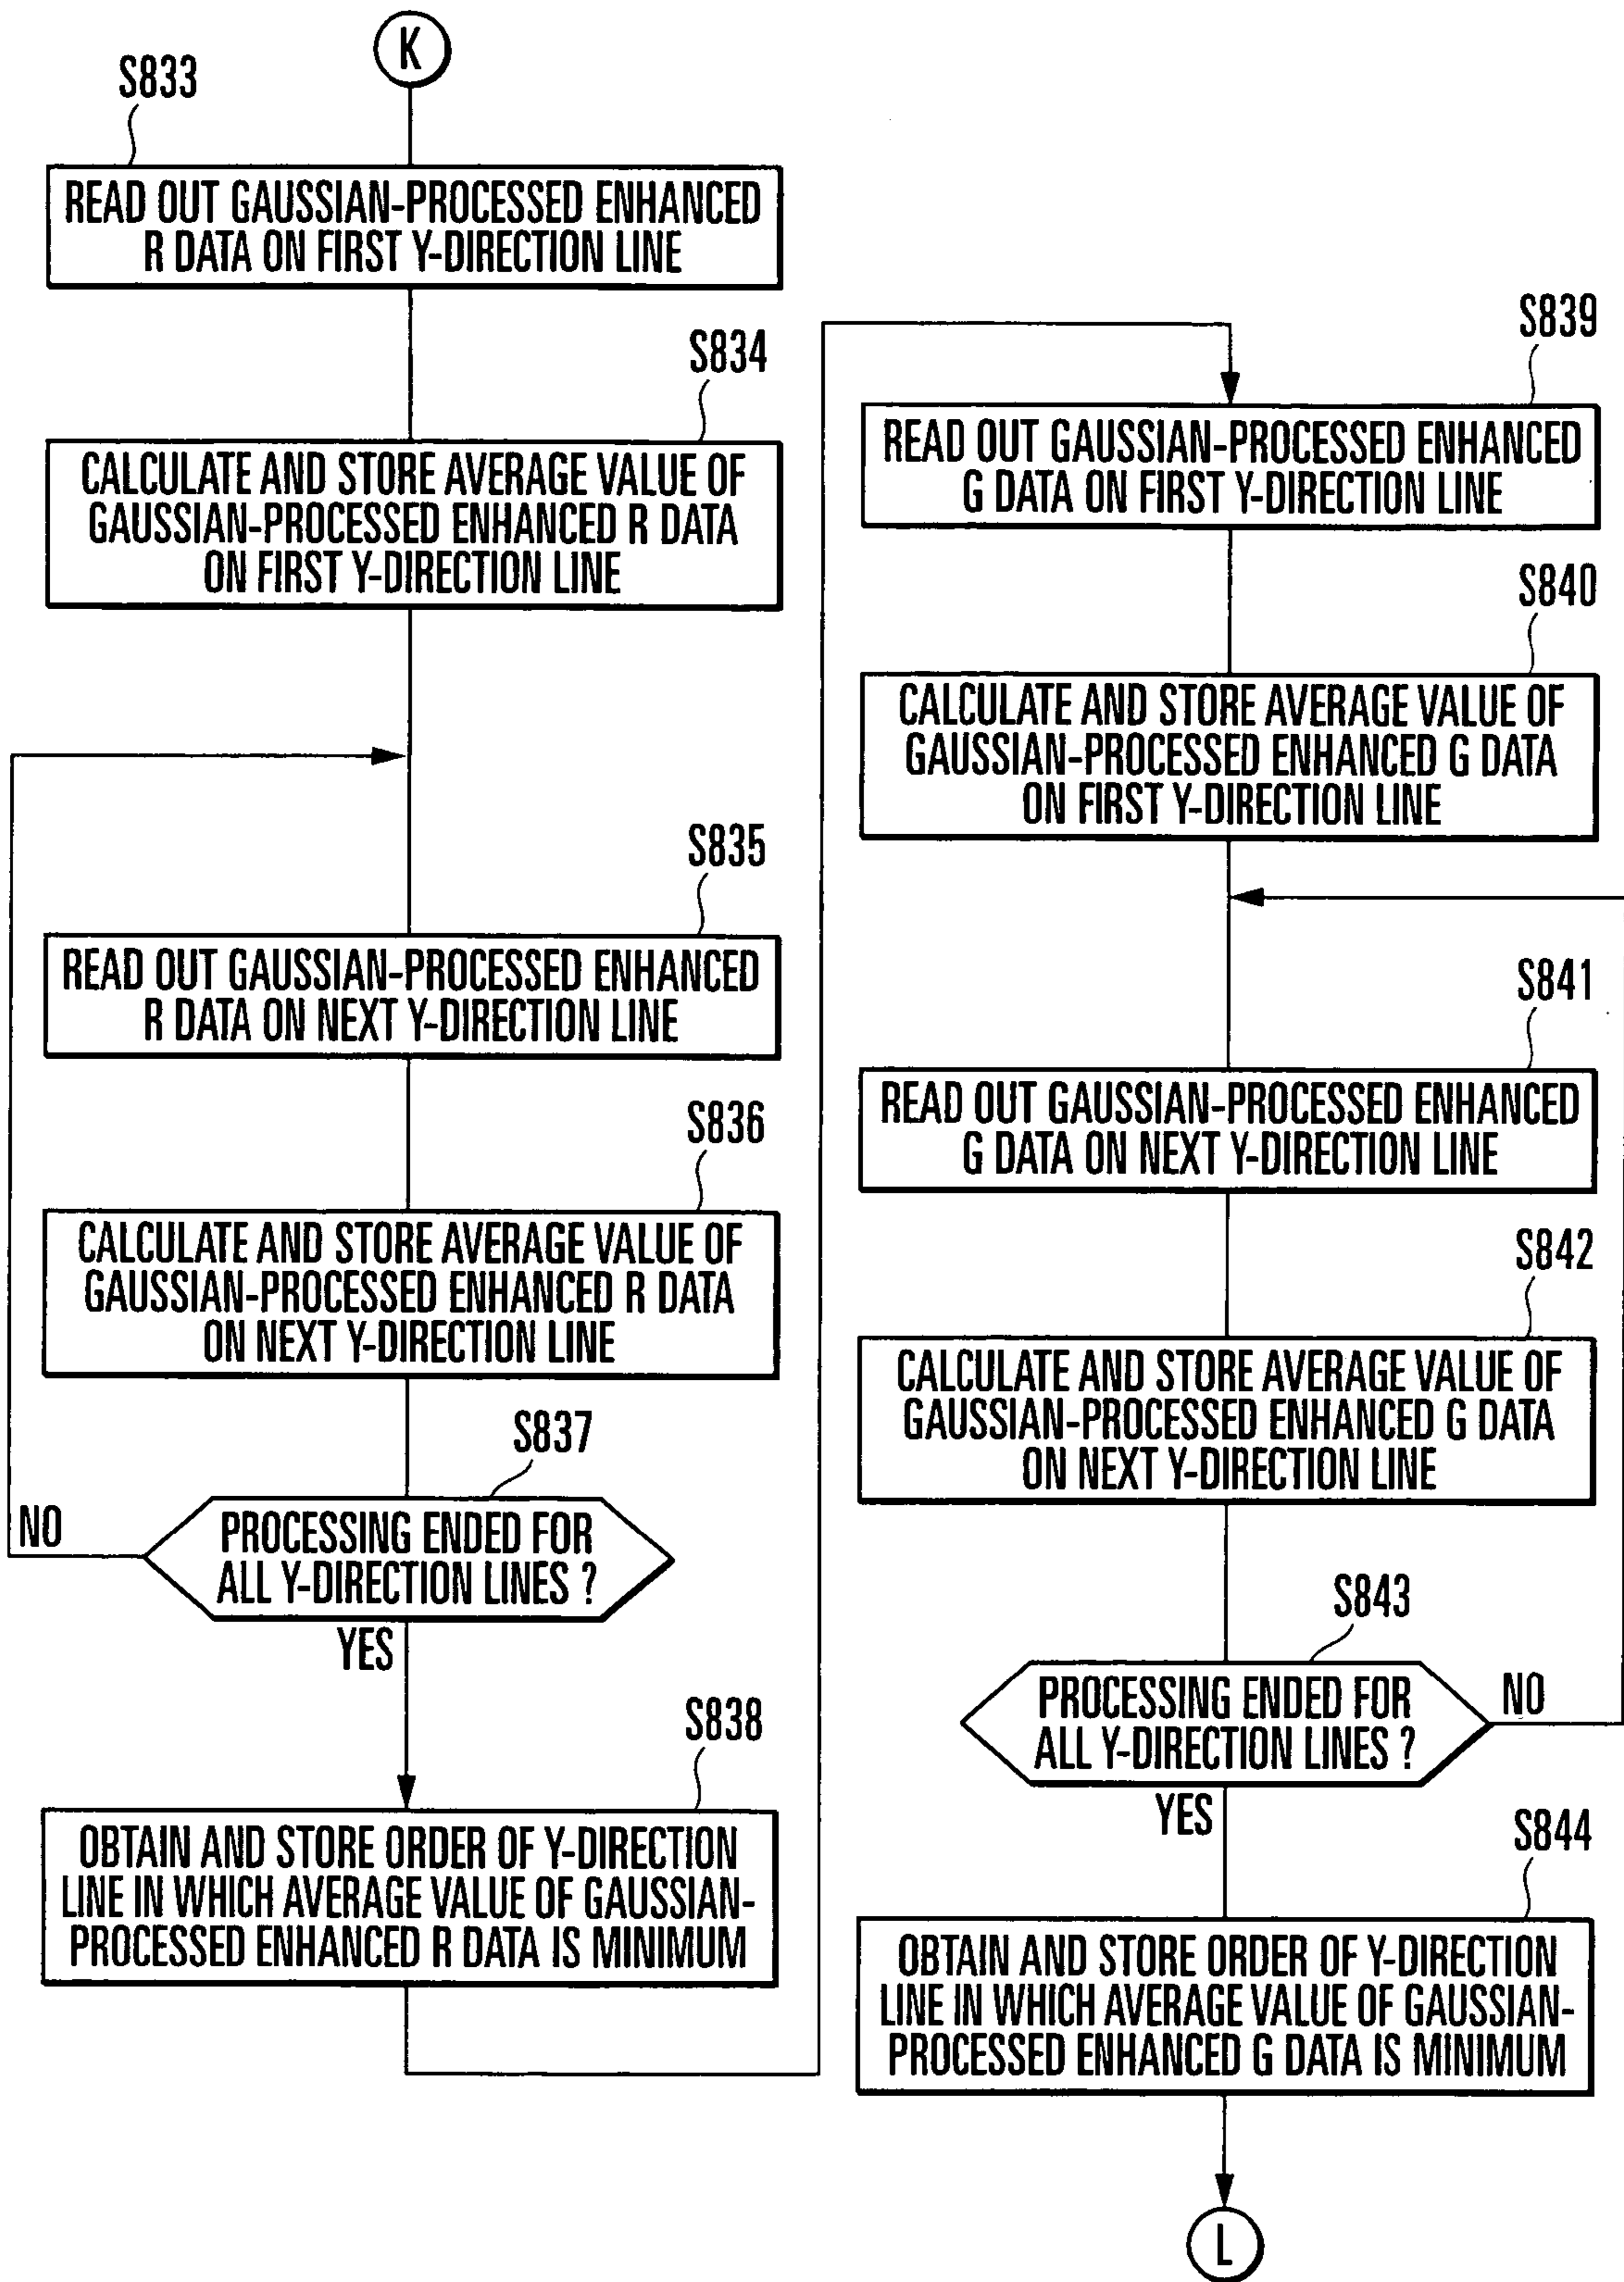 K
S833
READ OUT GAUSSIAN-PROCESSED ENHANCED
R DATA ON FIRST Y-DIRECTION LINE
S834
CALCULATE AND STORE AVERAGE VALUE OF
GAUSSIAN-PROCESSED ENHANCED R DATA
ON FIRST Y-DIRECTION LINE
S835
READ OUT GAUSSIAN-PROCESSED ENHANCED
R DATA ON NEXT Y-DIRECTION LINE
S836
CALCULATE AND STORE AVERAGE VALUE OF
GAUSSIAN-PROCESSED ENHANCED R DATA
ON NEXT Y-DIRECTION LINE
S837
PROCESSING ENDED FOR
ALL Y-DIRECTION LINES ?
NO
YES
S838
OBTAIN AND STORE ORDER OF Y-DIRECTION
LINE IN WHICH AVERAGE VALUE OF GAUSSIAN-
PROCESSED ENHANCED R DATA IS MINIMUM
S839
READ OUT GAUSSIAN-PROCESSED ENHANCED
G DATA ON FIRST Y-DIRECTION LINE
S840
CALCULATE AND STORE AVERAGE VALUE OF
GAUSSIAN-PROCESSED ENHANCED G DATA
ON FIRST Y-DIRECTION LINE
S841
READ OUT GAUSSIAN-PROCESSED ENHANCED
G DATA ON NEXT Y-DIRECTION LINE
S842
CALCULATE AND STORE AVERAGE VALUE OF
GAUSSIAN-PROCESSED ENHANCED G DATA
ON NEXT Y-DIRECTION LINE
S843
PROCESSING ENDED FOR
ALL Y-DIRECTION LINES ?
NO
YES
S844
OBTAIN AND STORE ORDER OF Y-DIRECTION
LINE IN WHICH AVERAGE VALUE OF GAUSSIAN-
PROCESSED ENHANCED G DATA IS MINIMUM
L